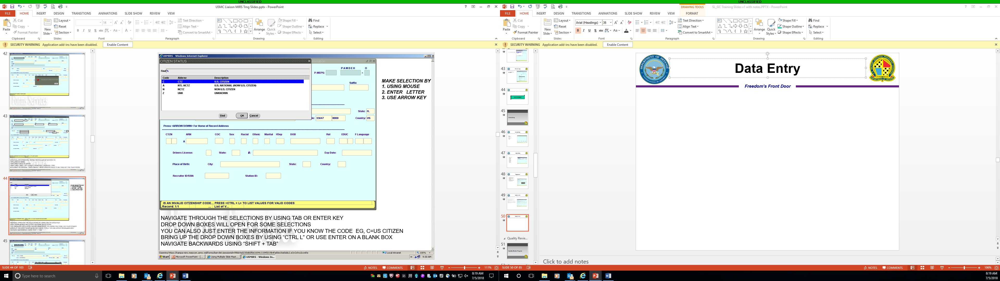 UNCLASSIFIED
USMC Liaison MIRS Trng Slides.pptx - PowerPoint
FILE HOME INSERT DESIGN TRANSITIONS ANIMATIONS SLIDE SHOW REVIEW VIEW
Paste
Cut
Copy
Format Painter
Clipboard
New Slide
Layout
Reset
Section
Slides
14
Font
Text Direction
Align Text
Convert to SmartArt
Paragraph
Arrange
Quick Styles
Shape Fill
Shape Outline
Shape Effects
Drawing
Find
Replace
Select
Editing
SECURITY WARNING Application add-ins have been disabled. Enable Content
42
43
44
45
USMIRS - Windows Internet Explorer
CITIZEN STATUS
Find %
Code Abbrev Description
C CTZ U.S. CITIZEN
A NTL-NCTZ U.S. NATIONAL (NOW U.S. CITIZEN)
N NCTZ NON U.S. CITIZEN
Z UNK UNKNOWN
Find OK Cancel
P A M D E H O
P-MEPS:
Suffix
State: FL
33647 0000 Country: US
Press <ARROW DOWN> For Home of Record Address
CTZN ARN COC Sex Racial Ethnic Marital #Dep DOB Rel EDUC F Language
A
Drivers License: State: #: Exp Date:
Place of Birth: City: State: Country:
Recruiter ID/SSN: Station ID:
IS AN INVALID CITZENSHIP CODE... PRESS <CTRL + L> TO LIST VALUES FOR VALID CODES
Record: 1/1 ... List of V...
MAKE SELECTION BY
1. USING MOUSE
2. ENTER LETTER
3. USE ARROW KEY
NAVIGATE THROUGH THE SELECTIONS BY USING TAB OR ENTER KEY
DROP DOWN BOXES WILL OPEN FOR SOME SELECTIONS
YOU CAN ALSO JUST ENTER THE INFORMATION IF YOU KNOW THE CODE EG, C=US CITIZEN
BRING UP THE DROP DOWN BOXES BY USING “CTRL L” OR USE ENTER ON A BLANK BOX
NAVIGATE BACKWARDS USING “SHIFT + TAB”
Local intranet 100%
Start Microsoft PowerPoint - [... Using Multiple Slide Mast... USMIRS - Windows In... 9:30 AM
SLIDE 44 OF 103 NOTES COMMENTS 111%
Type here to search
8:19 AM
7/5/2018
UNCLASSIFIED
DRAWING TOOLS
SL_GC Training Slides v1 with notes.PPTX - PowerPoint
FILE HOME INSERT DESIGN TRANSITIONS ANIMATIONS SLIDE SHOW REVIEW VIEW FORMAT
Paste
Cut
Copy
Format Painter
Clipboard
New Slide
Layout
Reset
Section
Slides
Arial (Headings) 36
Font
Text Direction
Align Text
Convert to SmartArt
Paragraph
Arrange
Quick Styles
Shape Fill
Shape Outline
Shape Effects
Drawing
Find
Replace
Select
Editing
SECURITY WARNING Application add-ins have been disabled. Enable Content
43
44
45
46
47
48
49
50
Quality Revie...
51
DEPARTMENT OF DEFENSE
UNITED STATES OF AMERICA
Data Entry
Freedom's Front Door
Click to add notes
SLIDE 50 OF 85 NOTES COMMENTS 106%
8:19 AM
7/5/2018